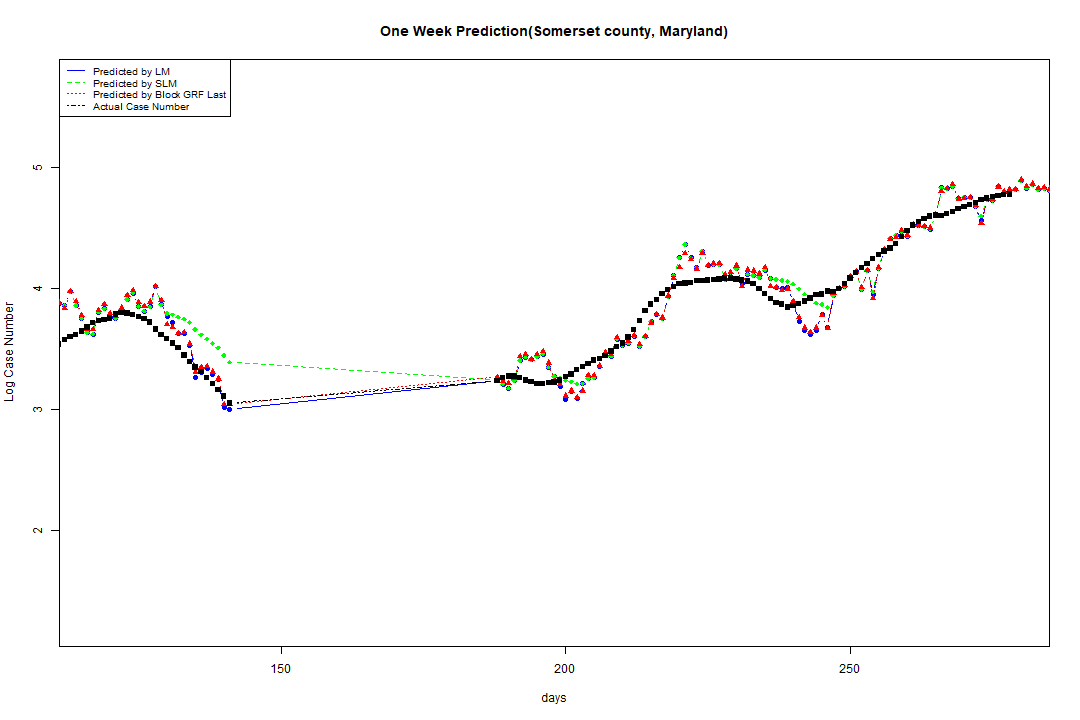 One Week Prediction(Somerset county, Maryland)
Predicted by LM
Predicted by SLM
Predicted by Block GRF Last
Actual Case Number
5
4
3
2
Log Case Number
150
200
250
days